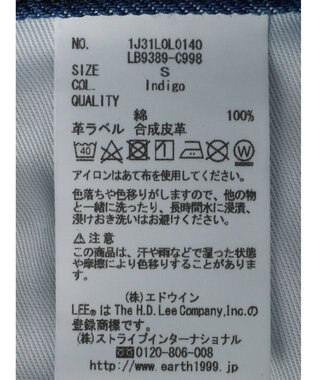 NO. 1J31L0L0140
LB9389-C998
SIZE S
COL. Indigo
QUALITY
綿 100%
革ラベル 合成皮革
40 W
アイロンはあて布を使用してください。
色落ちや色移りがしますので、他の物
と一緒に洗ったり、長時間水に浸漬、
浸けおき洗いはお避けください。
⚠注意
この商品は、汗や雨などで湿った状態
や摩擦により色移りする場合があり
ます。
(株)エドウイン
LEE® は The H.D. Lee Company,Inc.の
登録商標です。
(株)ストライプインターナショナル
0120-806-008
http://www.earth1999.jp